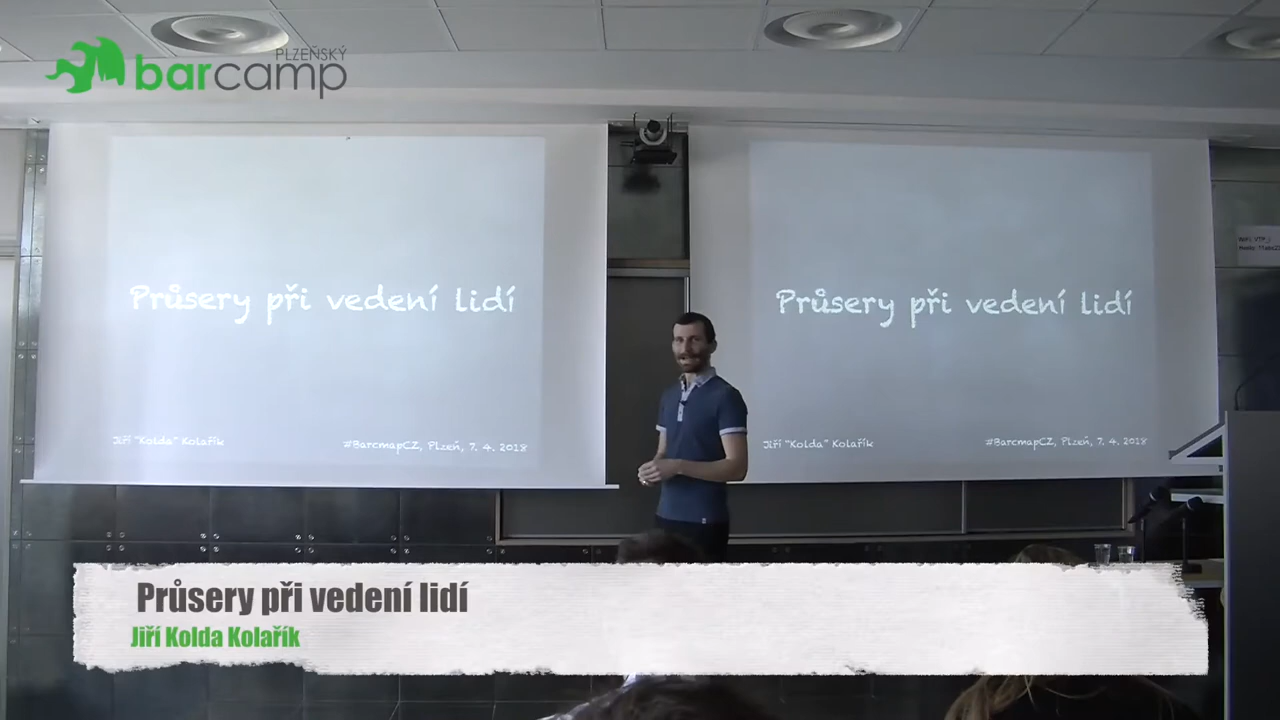 PLZEŇSKÝ
barcamp
Průsery při vedení lidí
Jiří "Kolda" Kolařík
#BarcmapCZ, Plzeň, 7. 4. 2018
Průsery při vedení lidí
Jiří "Kolda" Kolařík
#BarcmapCZ, Plzeň, 7. 4. 2018
Průsery při vedení lidí
Jiří Kolda Kolařík